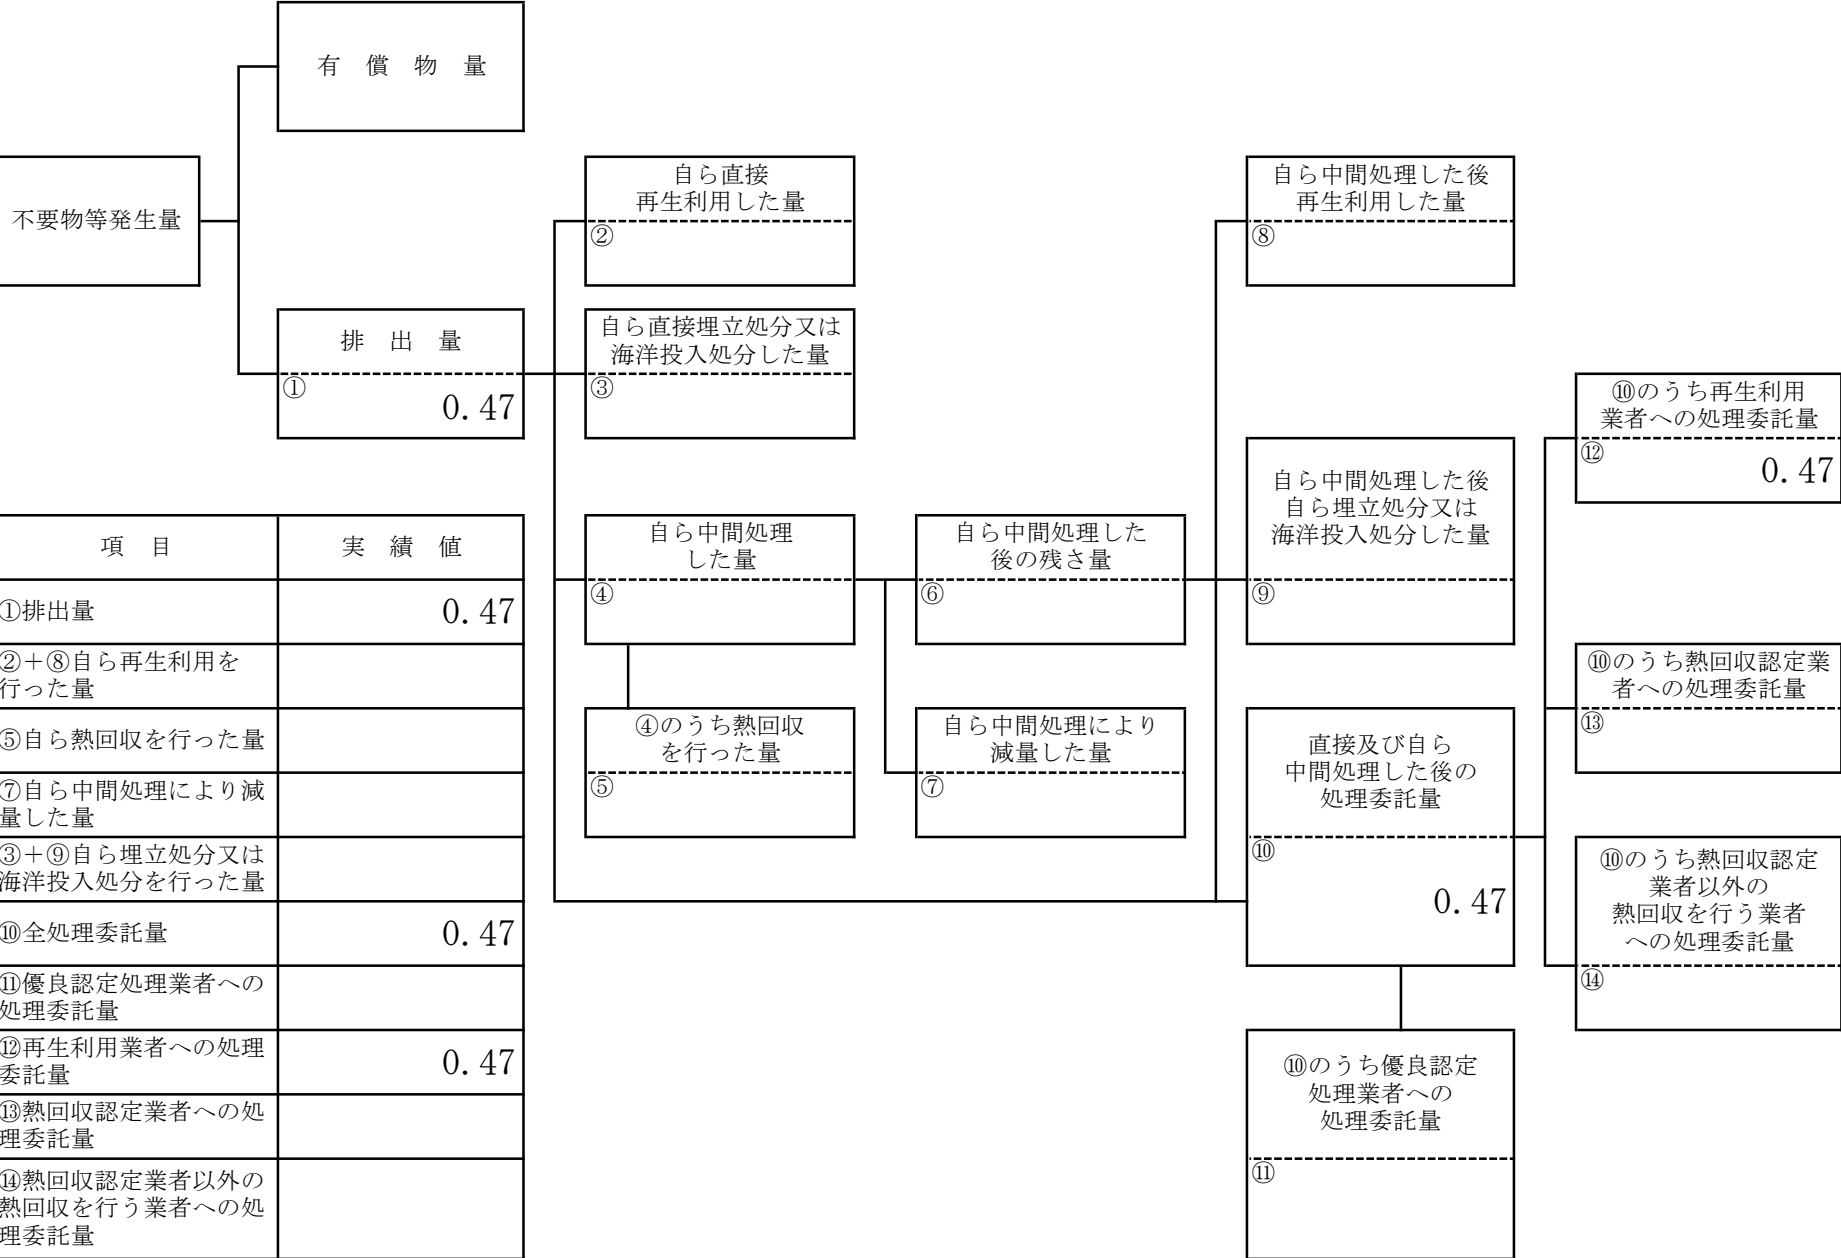 有 償 物 量
不要物等発生量
自ら直接
再生利用した量
②
自ら中間処理した後
再生利用した量
⑧
排 出 量
①
0.47
自ら直接埋立処分又は
海洋投入処分した量
③
⑩のうち再生利用
業者への処理委託量
⑫
0.47
自ら中間処理した後
自ら埋立処分又は
海洋投入処分した量
⑨
自ら中間処理
した量
④
自ら中間処理した
後の残さ量
⑥
④のうち熱回収
を行った量
⑤
自ら中間処理により
減量した量
⑦
直接及び自ら
中間処理した後の
処理委託量
⑩
0.47
⑩のうち熱回収認定業
者への処理委託量
⑬
⑩のうち熱回収認定
業者以外の
熱回収を行う業者
への処理委託量
⑭
⑩のうち優良認定
処理業者への
処理委託量
⑪
項 目 実 績 値
①排出量 0.47
②+⑧自ら再生利用を
行った量
⑤自ら熱回収を行った量
⑦自ら中間処理により減
量した量
③+⑨自ら埋立処分又は
海洋投入処分を行った量
⑩全処理委託量 0.47
⑪優良認定処理業者への
処理委託量
⑫再生利用業者への処理
委託量 0.47
⑬熱回収認定業者への処
理委託量
⑭熱回収認定業者以外の
熱回収を行う業者への処
理委託量